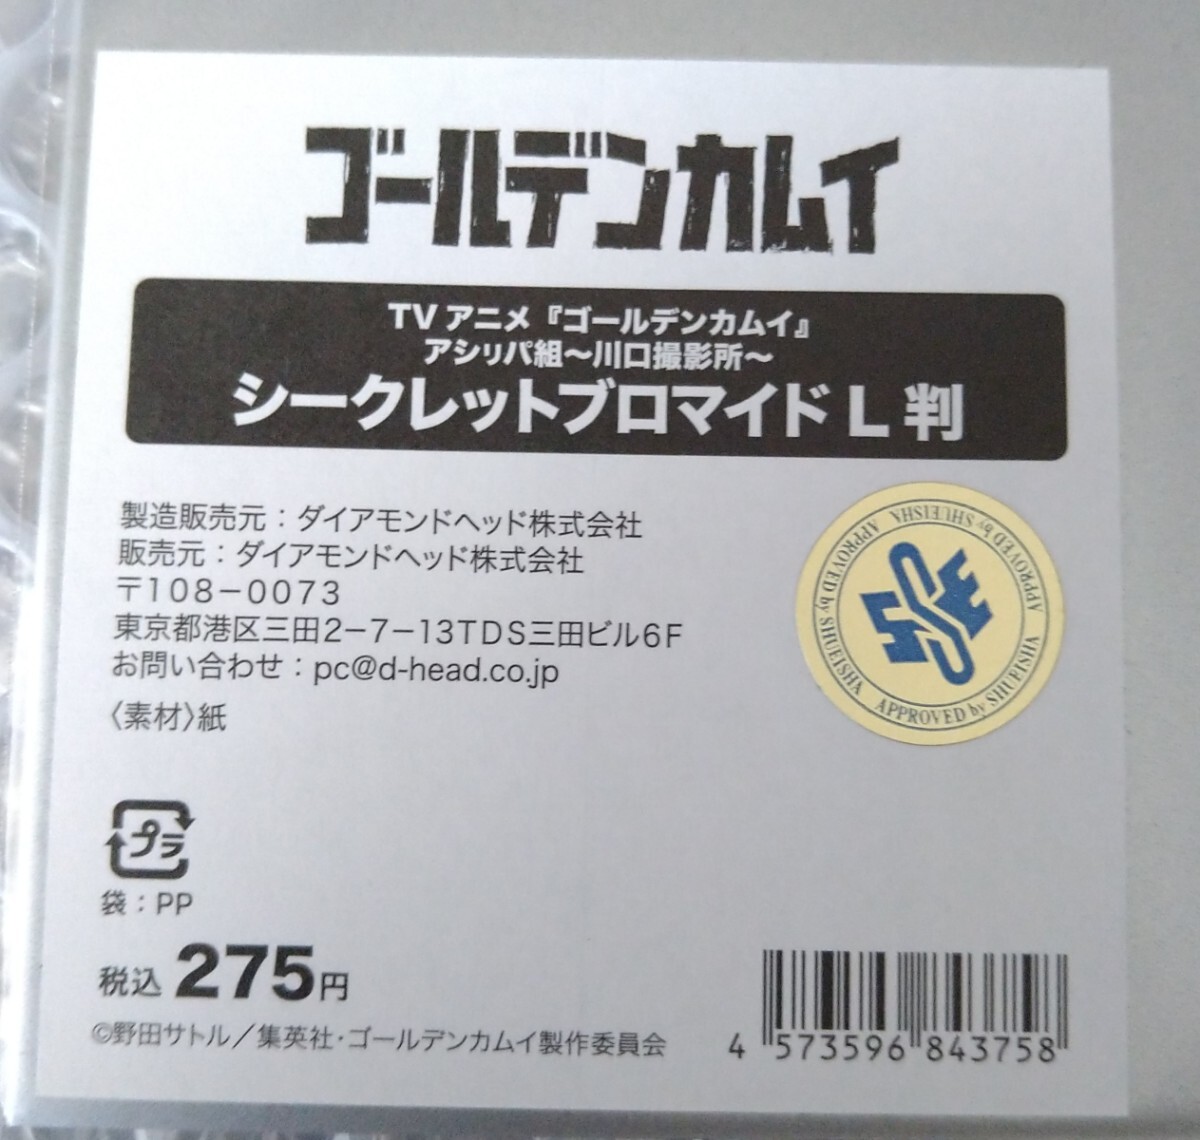 ゴールデンカムイ
TVアニメ『ゴールデンカムイ』
アシㇼパ組～川口撮影所～
シークレットブロマイドL判
製造販売元：ダイアモンドヘッド株式会社
販売元：ダイアモンドヘッド株式会社
〒108-0073
東京都港区三田2-7-13TDS三田ビル6F
お問い合わせ：pc@d-head.co.jp
〈素材〉紙
APPROVED by SHUEISHA APPROVED by SHUEISHA APPROVED by SHUEISHA
プラ
袋：PP
税込 275円
©野田サトル／集英社・ゴールデンカムイ製作委員会
4 573596 843758